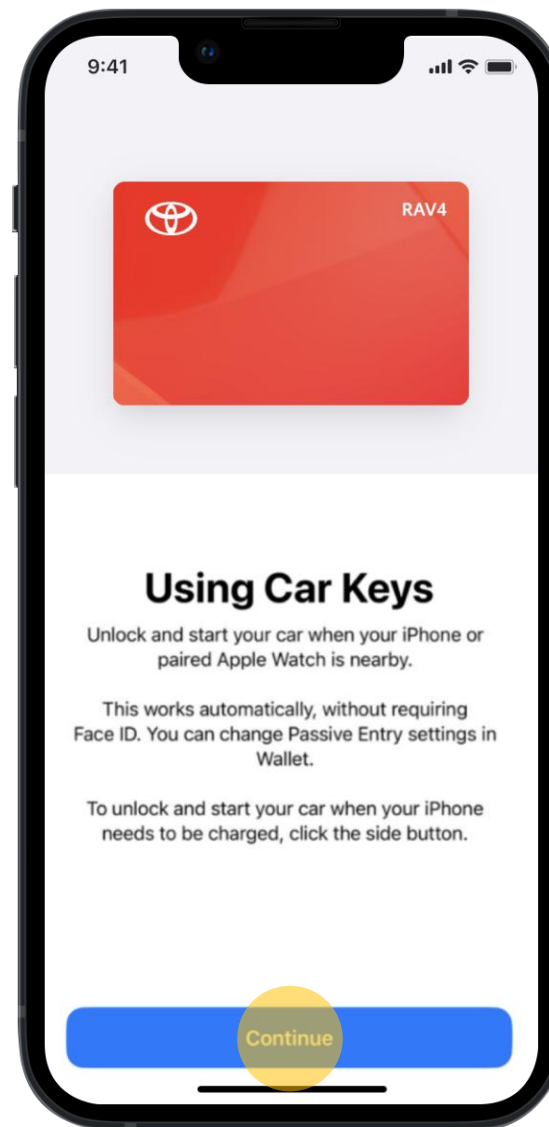 9:41
RAV4
Using Car Keys
Unlock and start your car when your iPhone or
paired Apple Watch is nearby.
This works automatically, without requiring
Face ID. You can change Passive Entry settings in
Wallet.
To unlock and start your car when your iPhone
needs to be charged, click the side button.
Continue